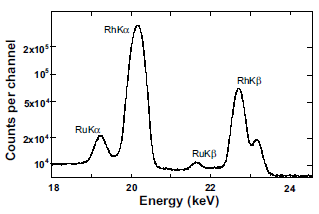 RhKα
2x10⁵
10⁵
RhKβ
5x10⁴
RuKα
2x10⁴
RuKβ
10⁴
18 20 22 24
Energy (keV)
Counts per channel